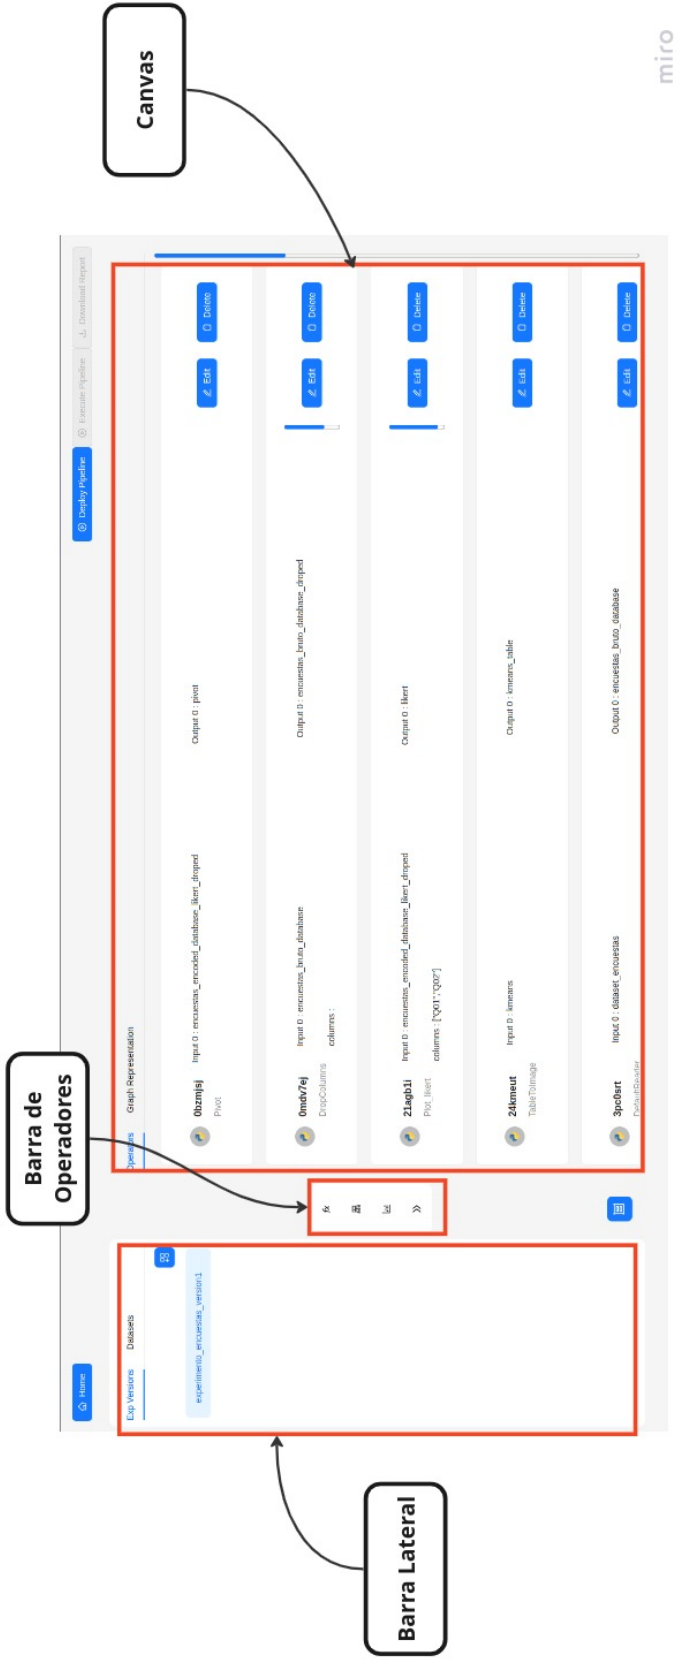 Barra de
Operadores
Canvas
Barra Lateral
Home
Deploy Pipeline
Execute Pipeline
Download Report
Exp Versions
Datasets
experimento_encuestas_version1
fx
Operators
Graph Representation
0bzmjsj
Pivot
Input 0 : encuestas_encoded_database_likert_droped
Output 0 : pivot
Edit
Delete
0mdv7ej
DropColumns
Input 0 : encuestas_bruto_database
columns :
Output 0 : encuestas_bruto_database_droped
Edit
Delete
21agb1i
Plot_likert
Input 0 : encuestas_encoded_database_likert_droped
columns : ["Q01","Q02"]
Output 0 : likert
Edit
Delete
24kmeut
TableToImage
Input 0 : kmeans
Output 0 : kmeans_table
Edit
Delete
3pc0srt
DefaultReader
Input 0 : dataset_encuestas
Output 0 : encuestas_bruto_database
Edit
Delete
miro